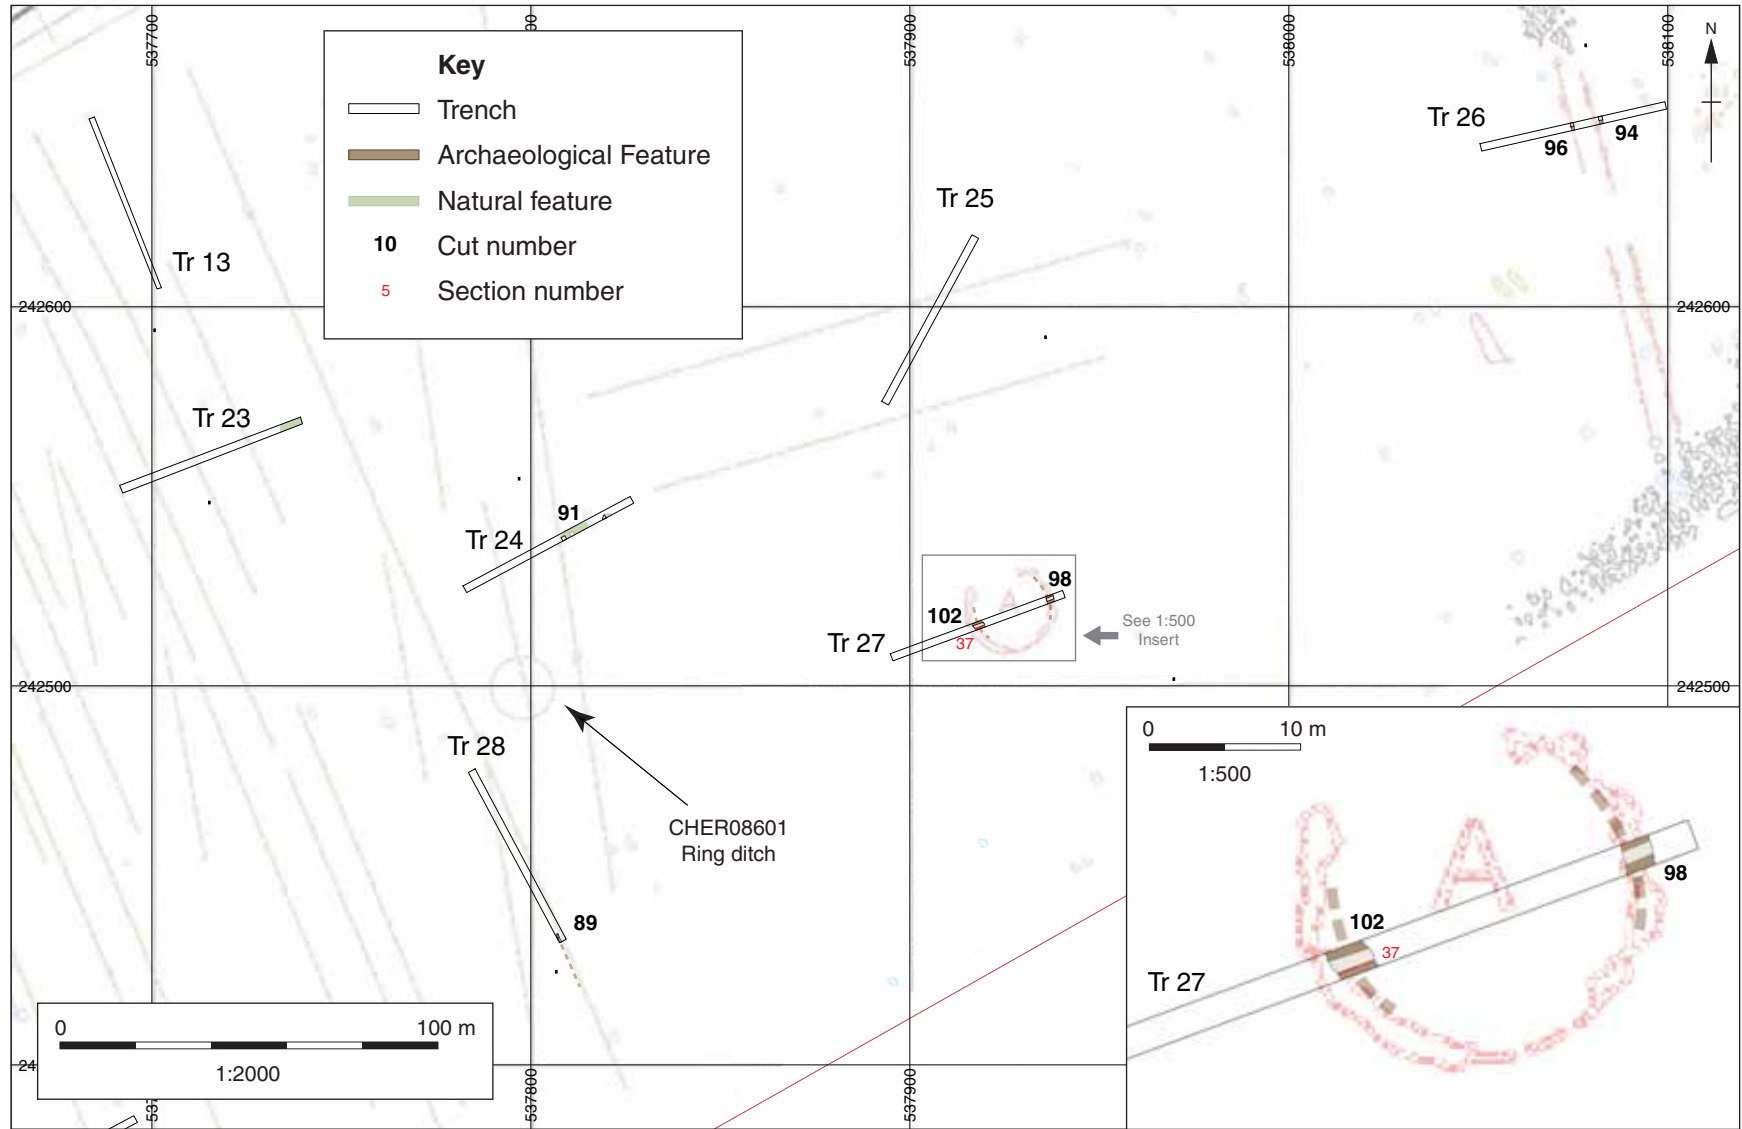 537700
537900
538000
538100
N
Key
Trench
Archaeological Feature
Natural feature
10 Cut number
5 Section number
Tr 26
96
94
Tr 25
Tr 13
242600
242600
Tr 23
91
Tr 24
98
102
37
Tr 27
See 1:500
Insert
242500
242500
Tr 28
CHER08601
Ring ditch
89
0 10 m
1:500
98
102
37
Tr 27
0 100 m
1:2000
537800
537900